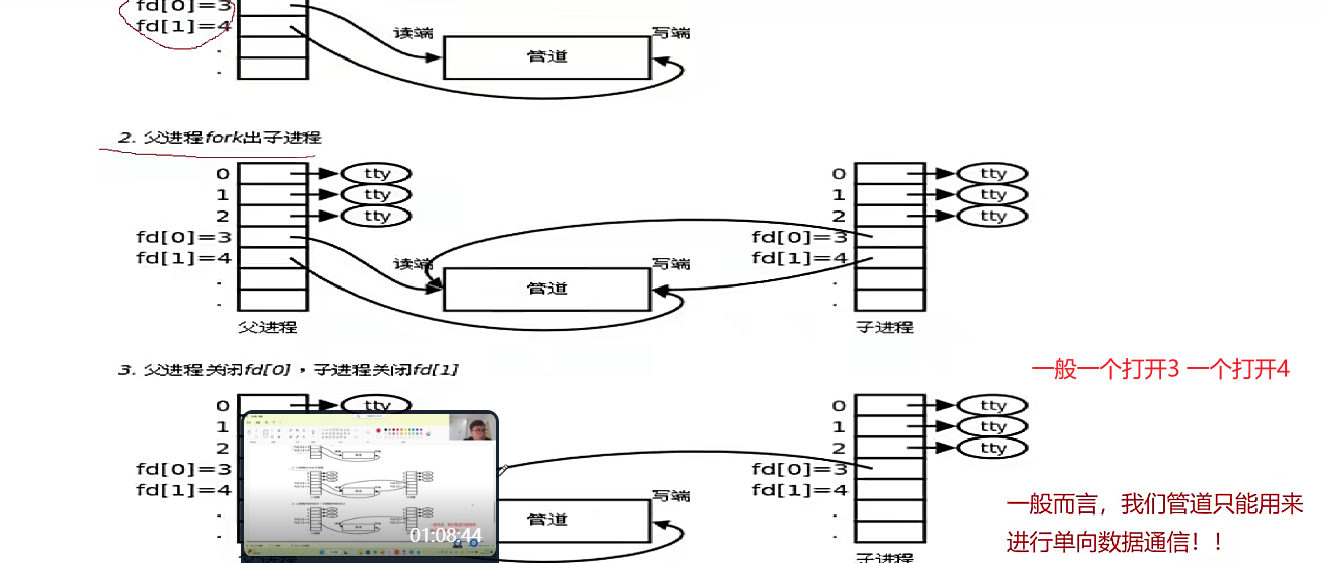 fd[0]=3
fd[1]=4
读端
写端
管道
2. 父进程fork出子进程
0 tty
1 tty
2 tty
fd[0]=3
fd[1]=4
读端
管道
写端
父进程
0 tty
1 tty
2 tty
fd[0]=3
fd[1]=4
子进程
3. 父进程关闭fd[0]，子进程关闭fd[1]
一般一个打开3 一个打开4
0 tty
1
2
fd[0]=3
fd[1]=4
01:08:44
管道
写端
0 tty
1 tty
2 tty
fd[0]=3
fd[1]=4
子进程
一般而言，我们管道只能用来
进行单向数据通信！！